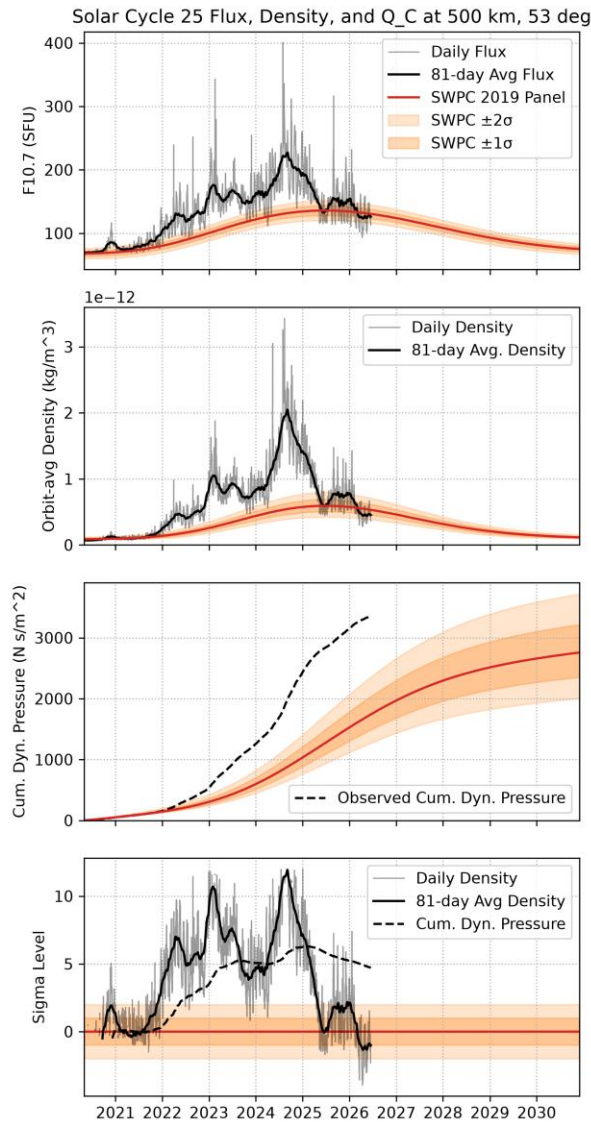 Solar Cycle 25 Flux, Density, and Q_C at 500 km, 53 deg
Daily Flux
81-day Avg Flux
SWPC 2019 Panel
SWPC ±2σ
SWPC ±1σ
400
300
200
100
F10.7 (SFU)
1e−12
Daily Density
81-day Avg. Density
3
2
1
0
Orbit-avg Density (kg/m^3)
3000
2000
1000
0
Cum. Dyn. Pressure (N s/m^2)
Observed Cum. Dyn. Pressure
Daily Density
81-day Avg Density
Cum. Dyn. Pressure
10
5
0
Sigma Level
2021 2022 2023 2024 2025 2026 2027 2028 2029 2030